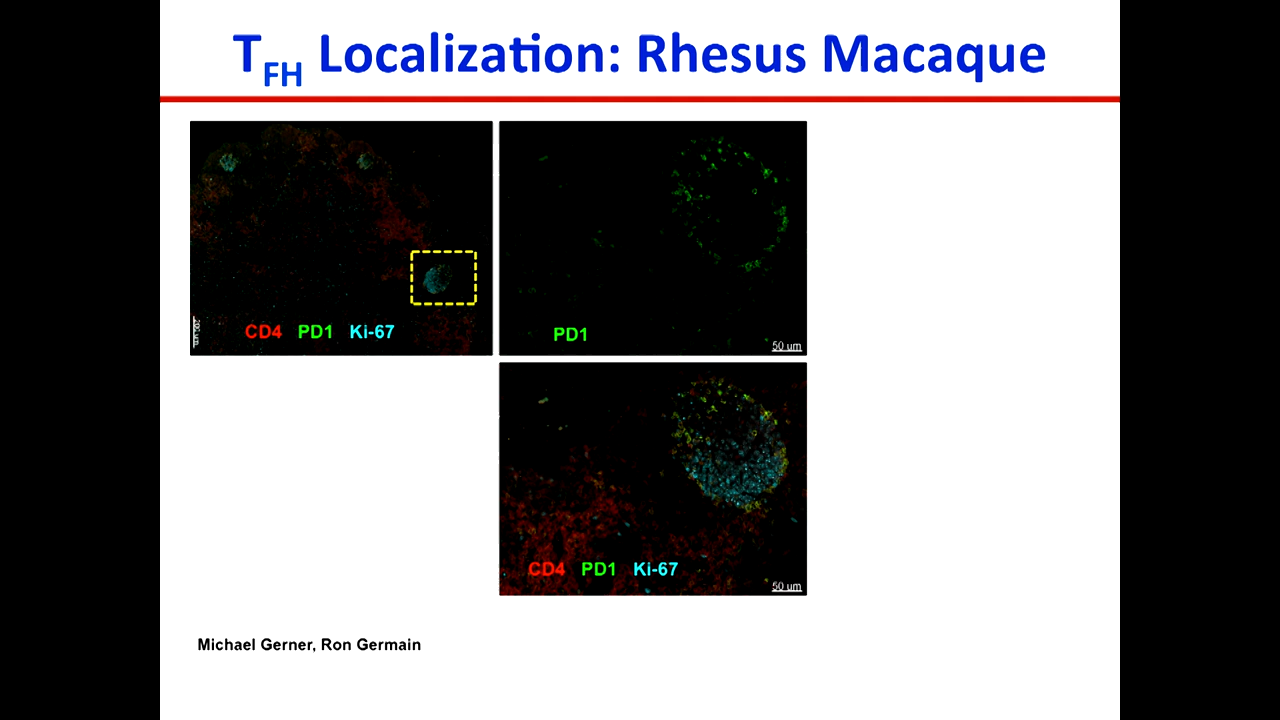 T_FH Localization: Rhesus Macaque
CD4 PD1 Ki-67
PD1
50 um
CD4 PD1 Ki-67
50 um
Michael Gerner, Ron Germain